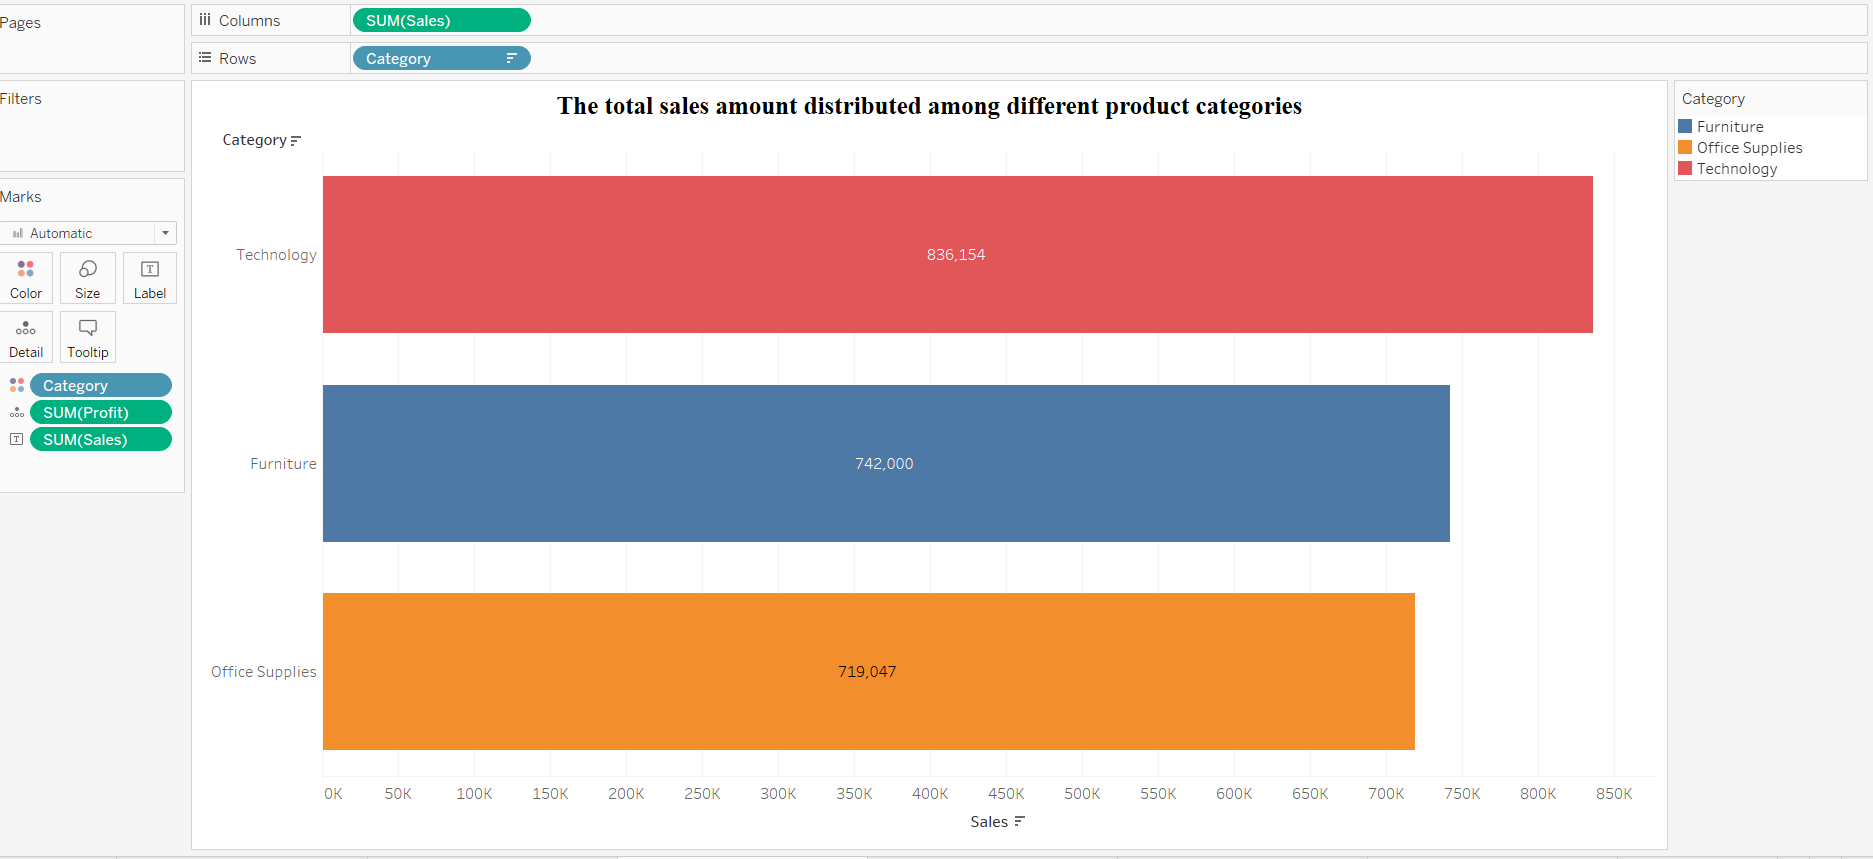 Pages
Columns
SUM(Sales)
Rows
Category
Filters
Marks
Automatic
Color
Size
Label
T
Detail
Tooltip
Category
SUM(Profit)
T
SUM(Sales)
The total sales amount distributed among different product categories
Category
Technology
836,154
Furniture
742,000
Office Supplies
719,047
0K 50K 100K 150K 200K 250K 300K 350K 400K 450K 500K 550K 600K 650K 700K 750K 800K 850K
Sales
Category
Furniture
Office Supplies
Technology